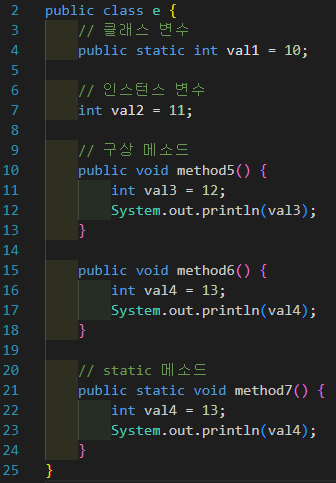 2 public class e {
3     // 클래스 변수
4     public static int val1 = 10;
5
6     // 인스턴스 변수
7     int val2 = 11;
8
9     // 구상 메소드
10     public void method5() {
11         int val3 = 12;
12         System.out.println(val3);
13     }
14
15     public void method6() {
16         int val4 = 13;
17         System.out.println(val4);
18     }
19
20     // static 메소드
21     public static void method7() {
22         int val4 = 13;
23         System.out.println(val4);
24     }
25 }